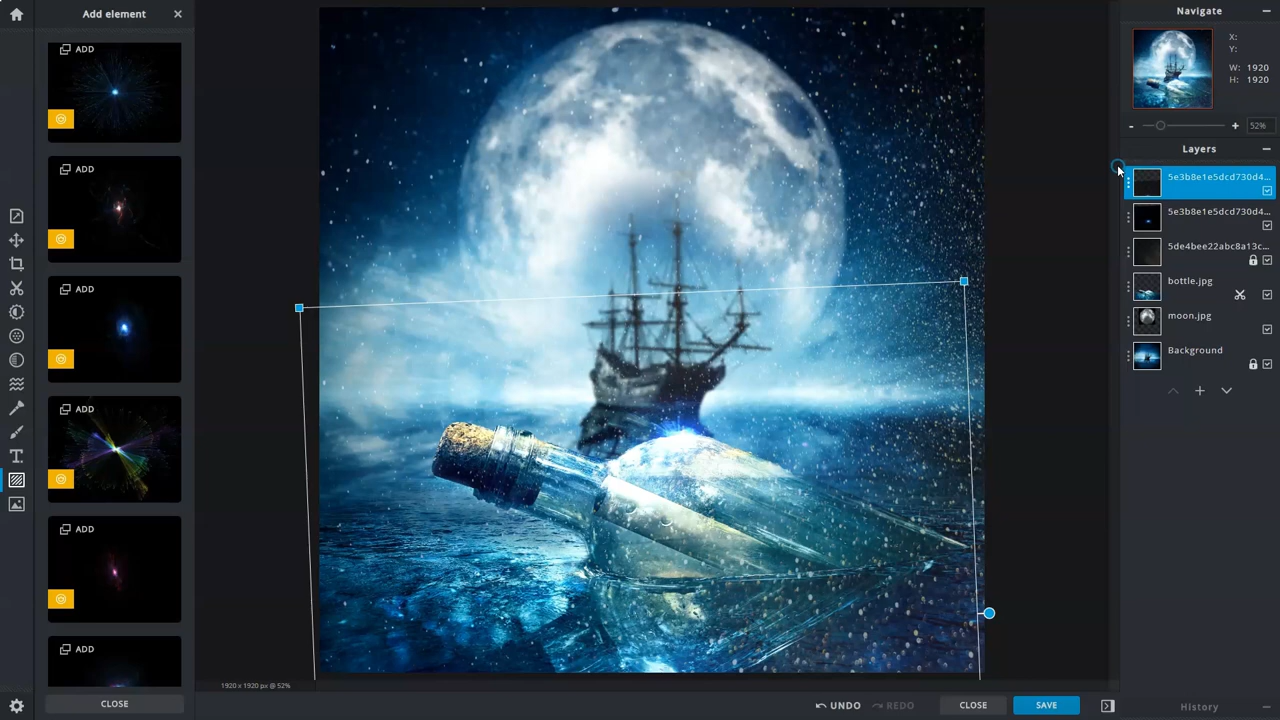 Add element
ADD
ADD
ADD
ADD
ADD
ADD
CLOSE
1920 x 1920 px @ 52%
UNDO
REDO
CLOSE
SAVE
Navigate
X:
Y:
W: 1920
H: 1920
52%
Layers
5e3b8e1e5dcd730d4...
5e3b8e1e5dcd730d4...
5de4bee22abc8a13c...
bottle.jpg
moon.jpg
Background
History